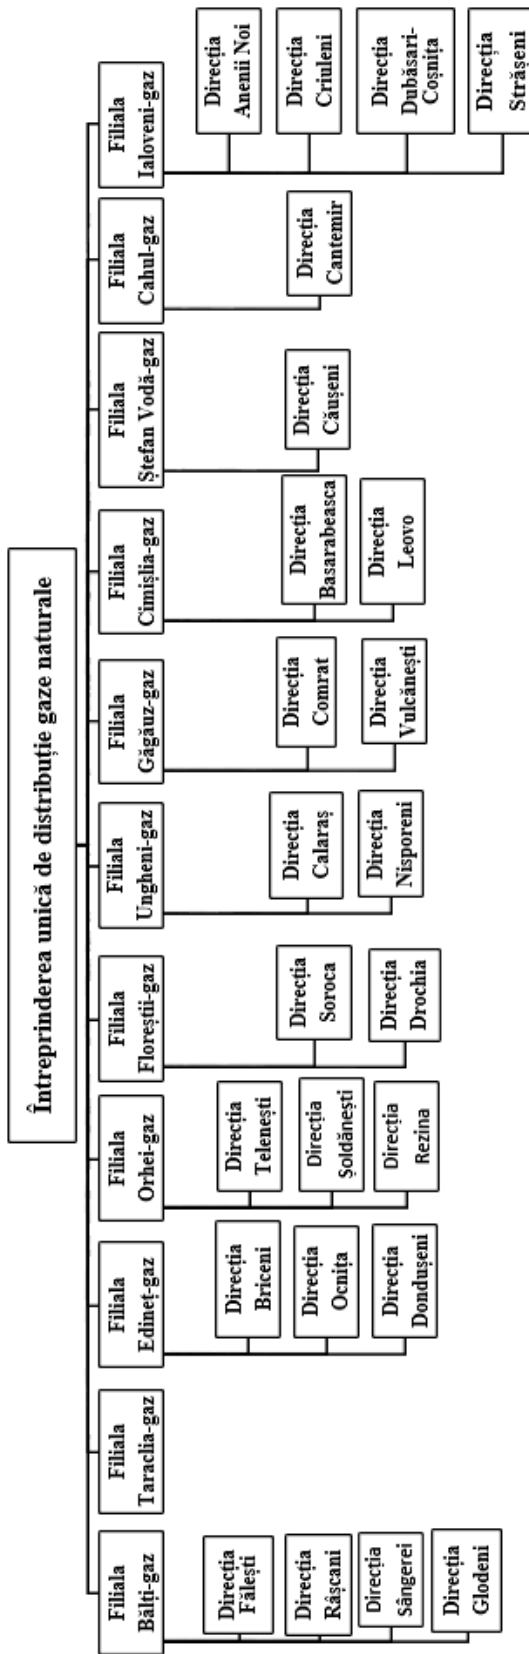 Întreprinderea unică de distribuție gaze naturale
Filiala
Bălți-gaz
Direcția
Fălești
Direcția
Râșcani
Direcția
Sângerei
Direcția
Glodeni
Filiala
Taraclia-gaz
Filiala
Edineț-gaz
Direcția
Briceni
Direcția
Ocnița
Direcția
Dondușeni
Filiala
Orhei-gaz
Direcția
Telenești
Direcția
Șoldănești
Direcția
Rezina
Filiala
Floreștii-gaz
Direcția
Soroca
Direcția
Drochia
Filiala
Ungheni-gaz
Direcția
Calaraș
Direcția
Nisporeni
Filiala
Găgăuz-gaz
Direcția
Comrat
Direcția
Vulcănești
Filiala
Cimișlia-gaz
Direcția
Basarabeasca
Direcția
Leovo
Filiala
Ștefan Vodă-gaz
Direcția
Căușeni
Filiala
Cahul-gaz
Direcția
Cantemir
Filiala
Ialoveni-gaz
Direcția
Anenii Noi
Direcția
Criuleni
Direcția
Dubăsari-
Coșnița
Direcția
Strășeni